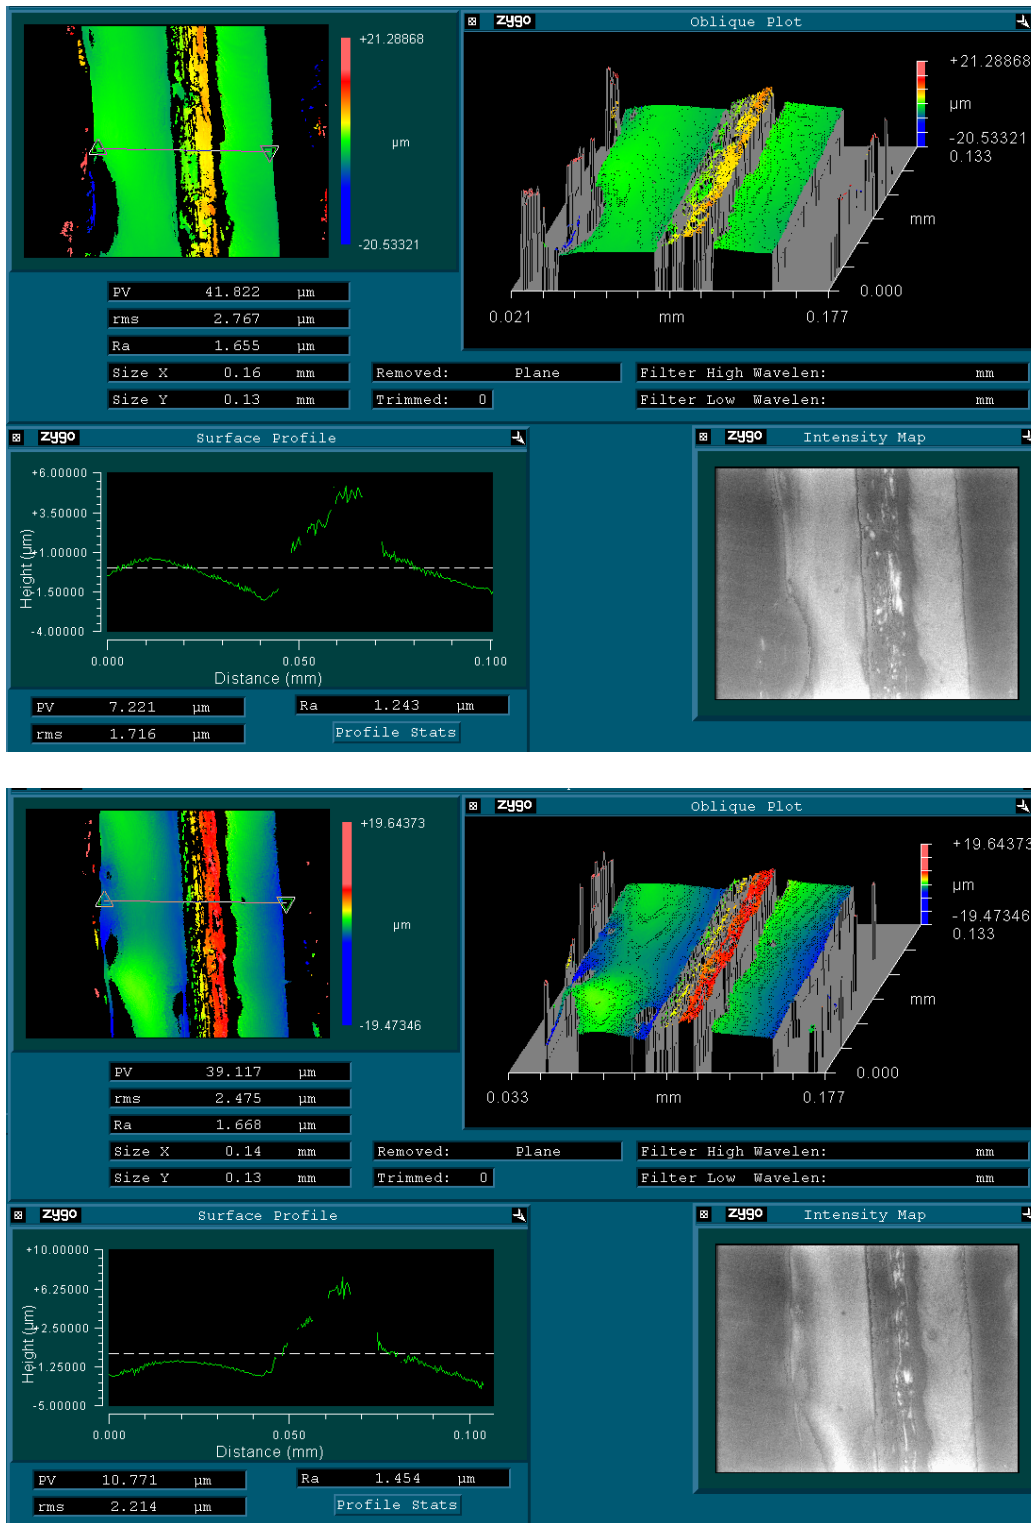 zygo Oblique Plot
+21.28868
µm
-20.53321
+21.28868
µm
-20.53321
0.133
mm
0.000
0.021 mm 0.177
PV 41.822 µm
rms 2.767 µm
Ra 1.655 µm
Size X 0.16 mm
Size Y 0.13 mm
Removed: Plane
Trimmed: 0
Filter High Wavelen: mm
Filter Low Wavelen: mm
zygo Surface Profile
+6.00000
+3.50000
+1.00000
-1.50000
-4.00000
Height (µm)
0.000 0.050 0.100
Distance (mm)
PV 7.221 µm
rms 1.716 µm
Ra 1.243 µm
Profile Stats
zygo Intensity Map
zygo Oblique Plot
+19.64373
µm
-19.47346
+19.64373
µm
-19.47346
0.133
mm
0.000
0.033 mm 0.177
PV 39.117 µm
rms 2.475 µm
Ra 1.668 µm
Size X 0.14 mm
Size Y 0.13 mm
Removed: Plane
Trimmed: 0
Filter High Wavelen: mm
Filter Low Wavelen: mm
zygo Surface Profile
+10.00000
+6.25000
+2.50000
-1.25000
-5.00000
Height (µm)
0.000 0.050 0.100
Distance (mm)
PV 10.771 µm
rms 2.214 µm
Ra 1.454 µm
Profile Stats
zygo Intensity Map